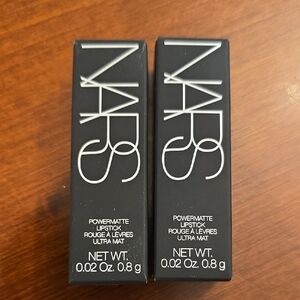 NARS
POWERMATTE
LIPSTICK
ROUGE À LÈVRES
ULTRA MAT
NET WT.
0.02 Oz. 0.8 g
NARS
POWERMATTE
LIPSTICK
ROUGE À LÈVRES
ULTRA MAT
NET WT.
0.02 Oz. 0.8 g